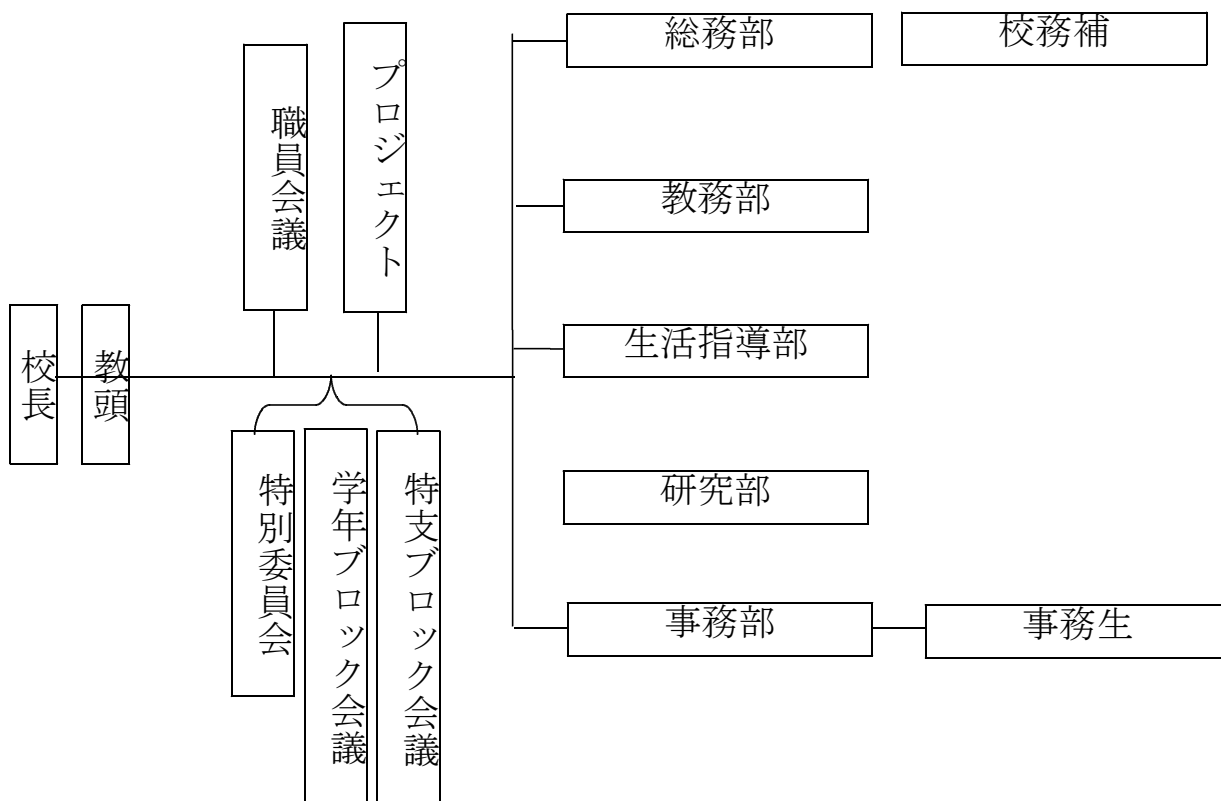 校長
教頭
職員会議
プロジェクト
特別委員会
学年ブロック会議
特支ブロック会議
総務部
校務補
教務部
生活指導部
研究部
事務部
事務生